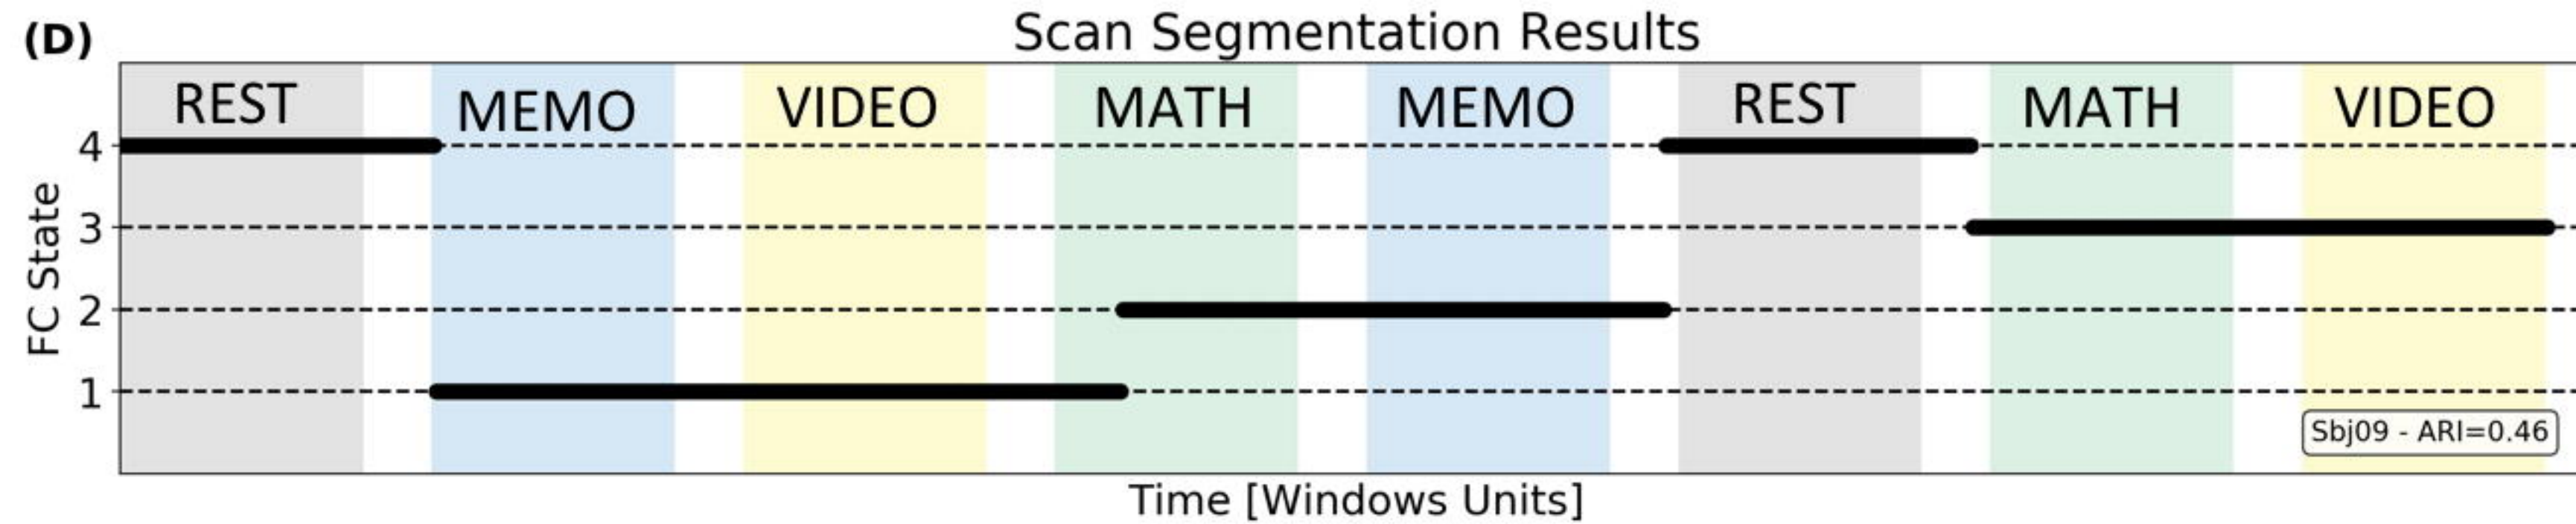 (D)
Scan Segmentation Results
REST MEMO VIDEO MATH MEMO REST MATH VIDEO
4
3
2
1
FC State
Sbj09 - ARI=0.46
Time [Windows Units]